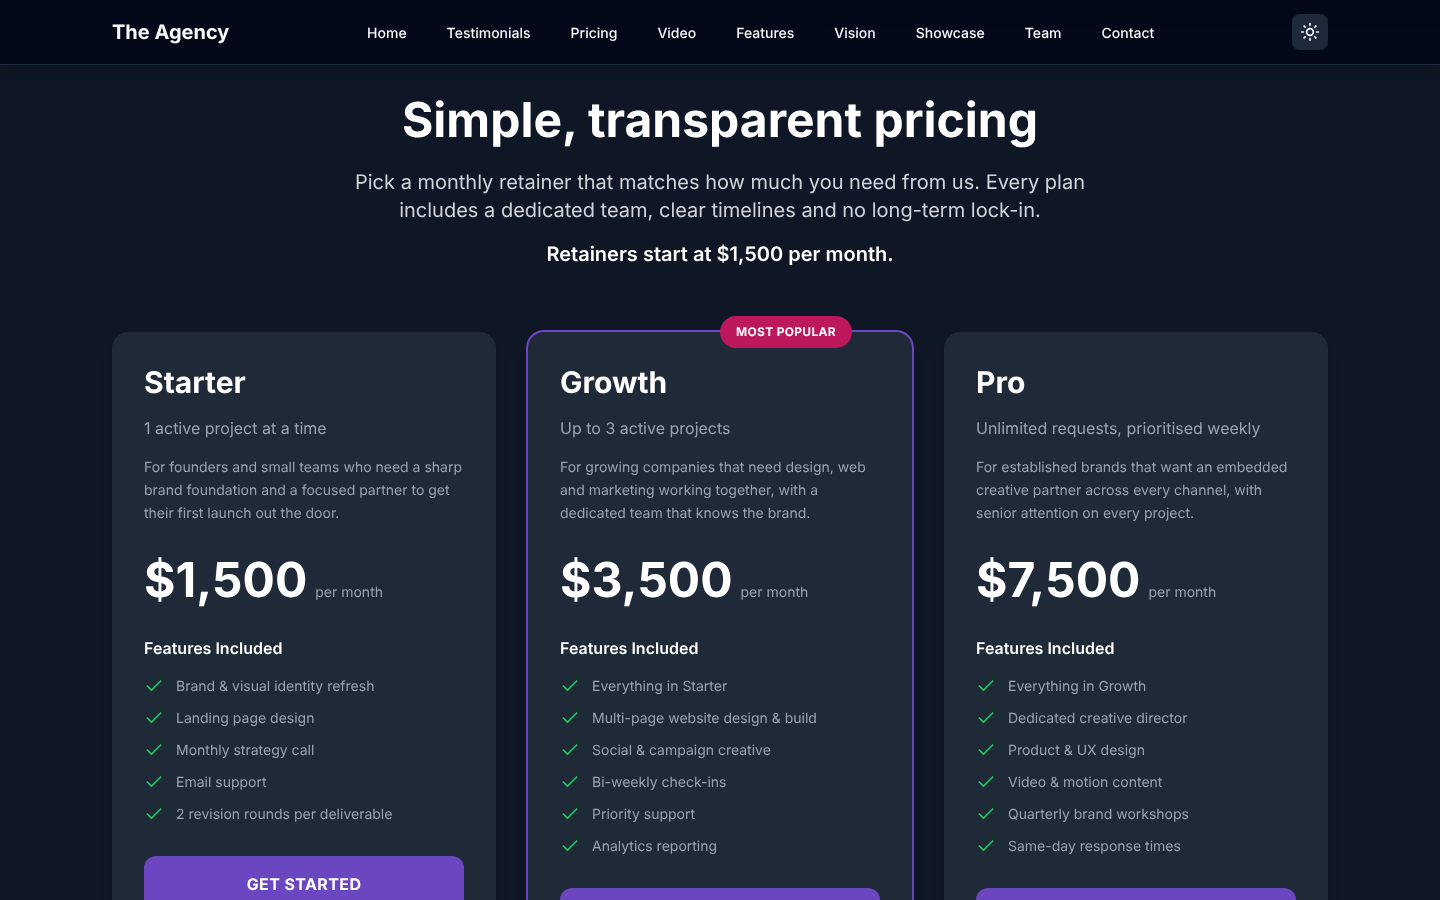 The Agency
Home
Testimonials
Pricing
Video
Features
Vision
Showcase
Team
Contact
Simple, transparent pricing
Pick a monthly retainer that matches how much you need from us. Every plan
includes a dedicated team, clear timelines and no long-term lock-in.
Retainers start at $1,500 per month.
Starter
1 active project at a time
For founders and small teams who need a sharp
brand foundation and a focused partner to get
their first launch out the door.
$1,500 per month
Features Included
Brand & visual identity refresh
Landing page design
Monthly strategy call
Email support
2 revision rounds per deliverable
GET STARTED
MOST POPULAR
Growth
Up to 3 active projects
For growing companies that need design, web
and marketing working together, with a
dedicated team that knows the brand.
$3,500 per month
Features Included
Everything in Starter
Multi-page website design & build
Social & campaign creative
Bi-weekly check-ins
Priority support
Analytics reporting
Pro
Unlimited requests, prioritised weekly
For established brands that want an embedded
creative partner across every channel, with
senior attention on every project.
$7,500 per month
Features Included
Everything in Growth
Dedicated creative director
Product & UX design
Video & motion content
Quarterly brand workshops
Same-day response times